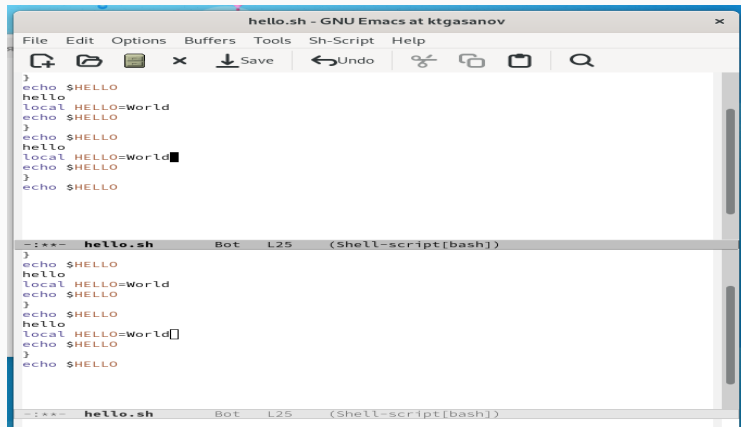 hello.sh - GNU Emacs at ktgasanov
File Edit Options Buffers Tools Sh-Script Help
Save Undo
}
echo $HELLO
hello
local HELLO=World
echo $HELLO
}
echo $HELLO
hello
local HELLO=World
echo $HELLO
}
echo $HELLO
-:**- hello.sh Bot L25 (Shell-script[bash])
}
echo $HELLO
hello
local HELLO=World
echo $HELLO
}
echo $HELLO
hello
local HELLO=World
echo $HELLO
}
echo $HELLO
-:**- hello.sh Bot L25 (Shell-script[bash])